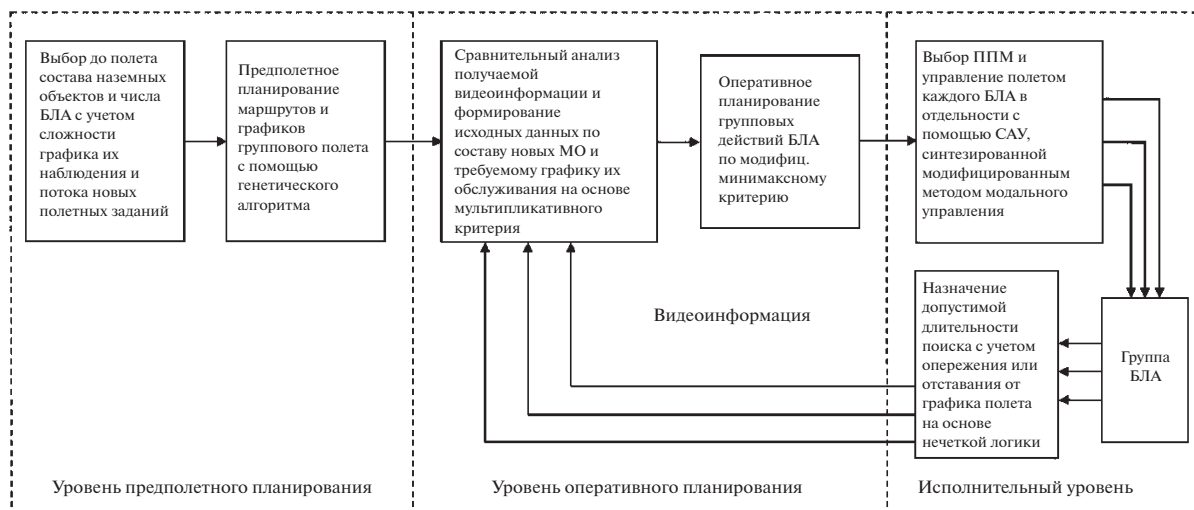 Выбор до полета
состава наземных
объектов и числа
БЛА с учетом
сложности
графика их
наблюдения и
потока новых
полетных заданий
Предполетное
планирование
маршрутов и
графиков
группового полета
с помощью
генетического
алгоритма
Сравнительный анализ
получаемой
видеоинформации и
формирование
исходных данных по
составу новых МО и
требуемому графику их
обслуживания на основе
мультипликативного
критерия
Оперативное
планирование
групповых
действий БЛА
по модифиц.
минимаксному
критерию
Выбор ППМ и
управление полетом
каждого БЛА в
отдельности с
помощью САУ,
синтезированной
модифицированным
методом модального
управления
Видеоинформация
Назначение
допустимой
длительности
поиска с учетом
опережения или
отставания от
графика полета
на основе
нечеткой логики
Группа
БЛА
Уровень предполетного планирования
Уровень оперативного планирования
Исполнительный уровень